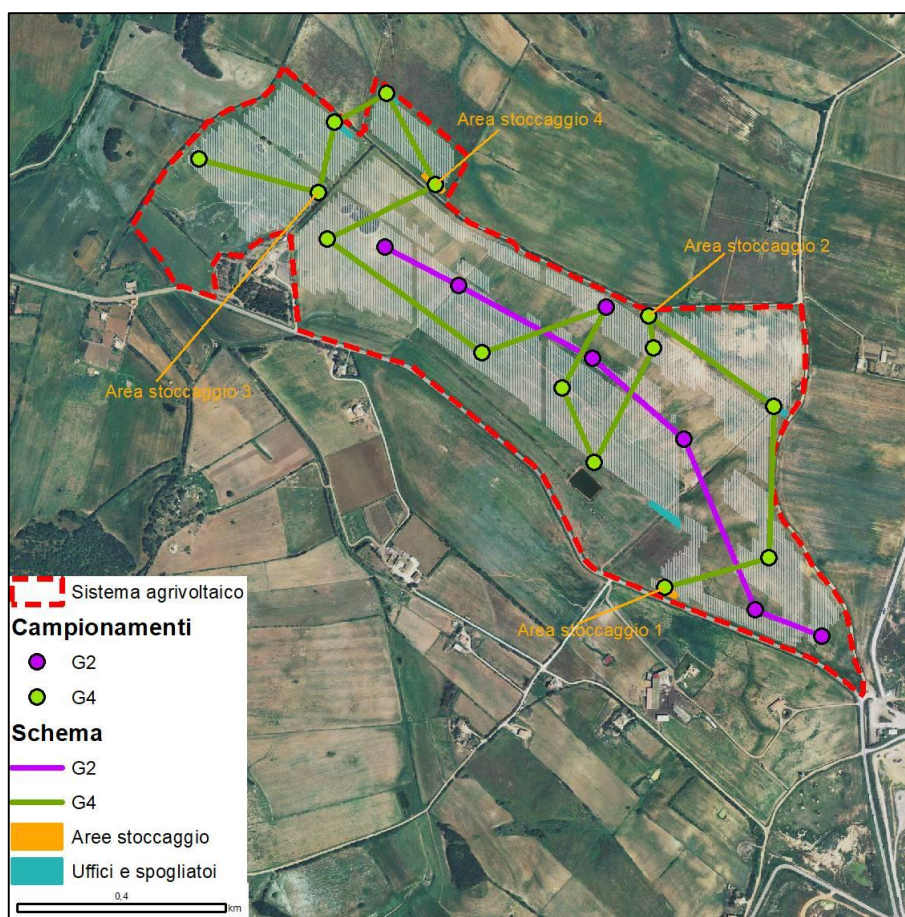 Area stoccaggio 4
Area stoccaggio 2
Area stoccaggio 3
Area stoccaggio 1
Sistema agrivoltaico
Campionamenti
G2
G4
Schema
G2
G4
Aree stoccaggio
Uffici e spogliatoi
0,4
km